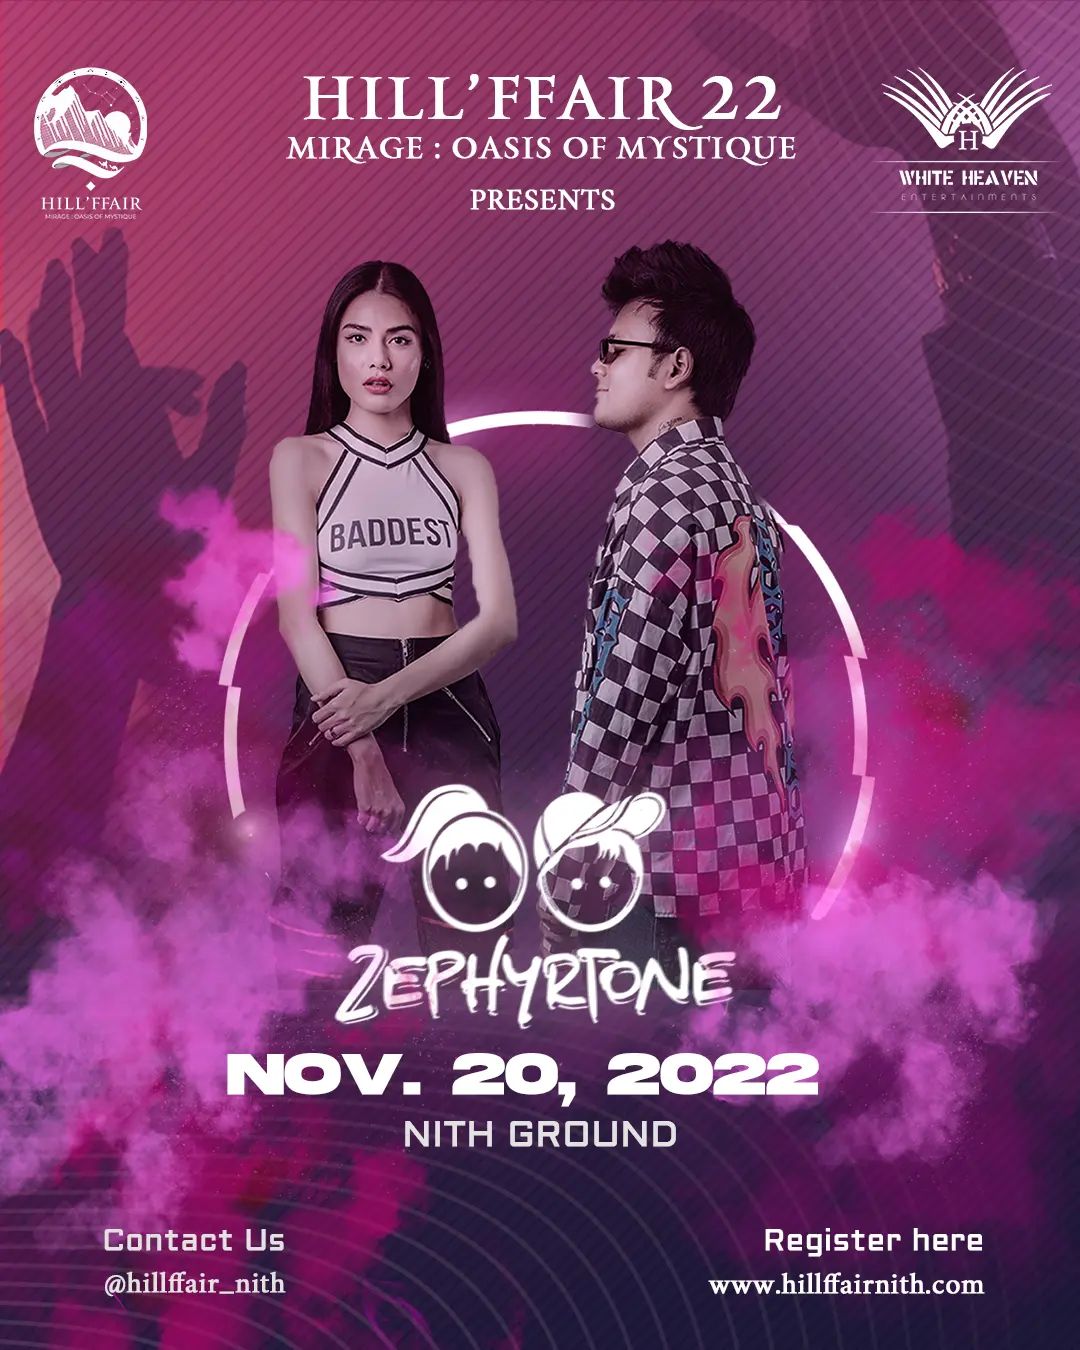 HILL'FFAIR 22
MIRAGE : OASIS OF MYSTIQUE
PRESENTS
HILL'FFAIR
MIRAGE : OASIS OF MYSTIQUE
H
WHITE HEAVEN
ENTERTAINMENTS
BADDEST
ZEPHYRTONE
NOV. 20, 2022
NITH GROUND
Contact Us
@hillffair_nith
Register here
www.hillffairnith.com